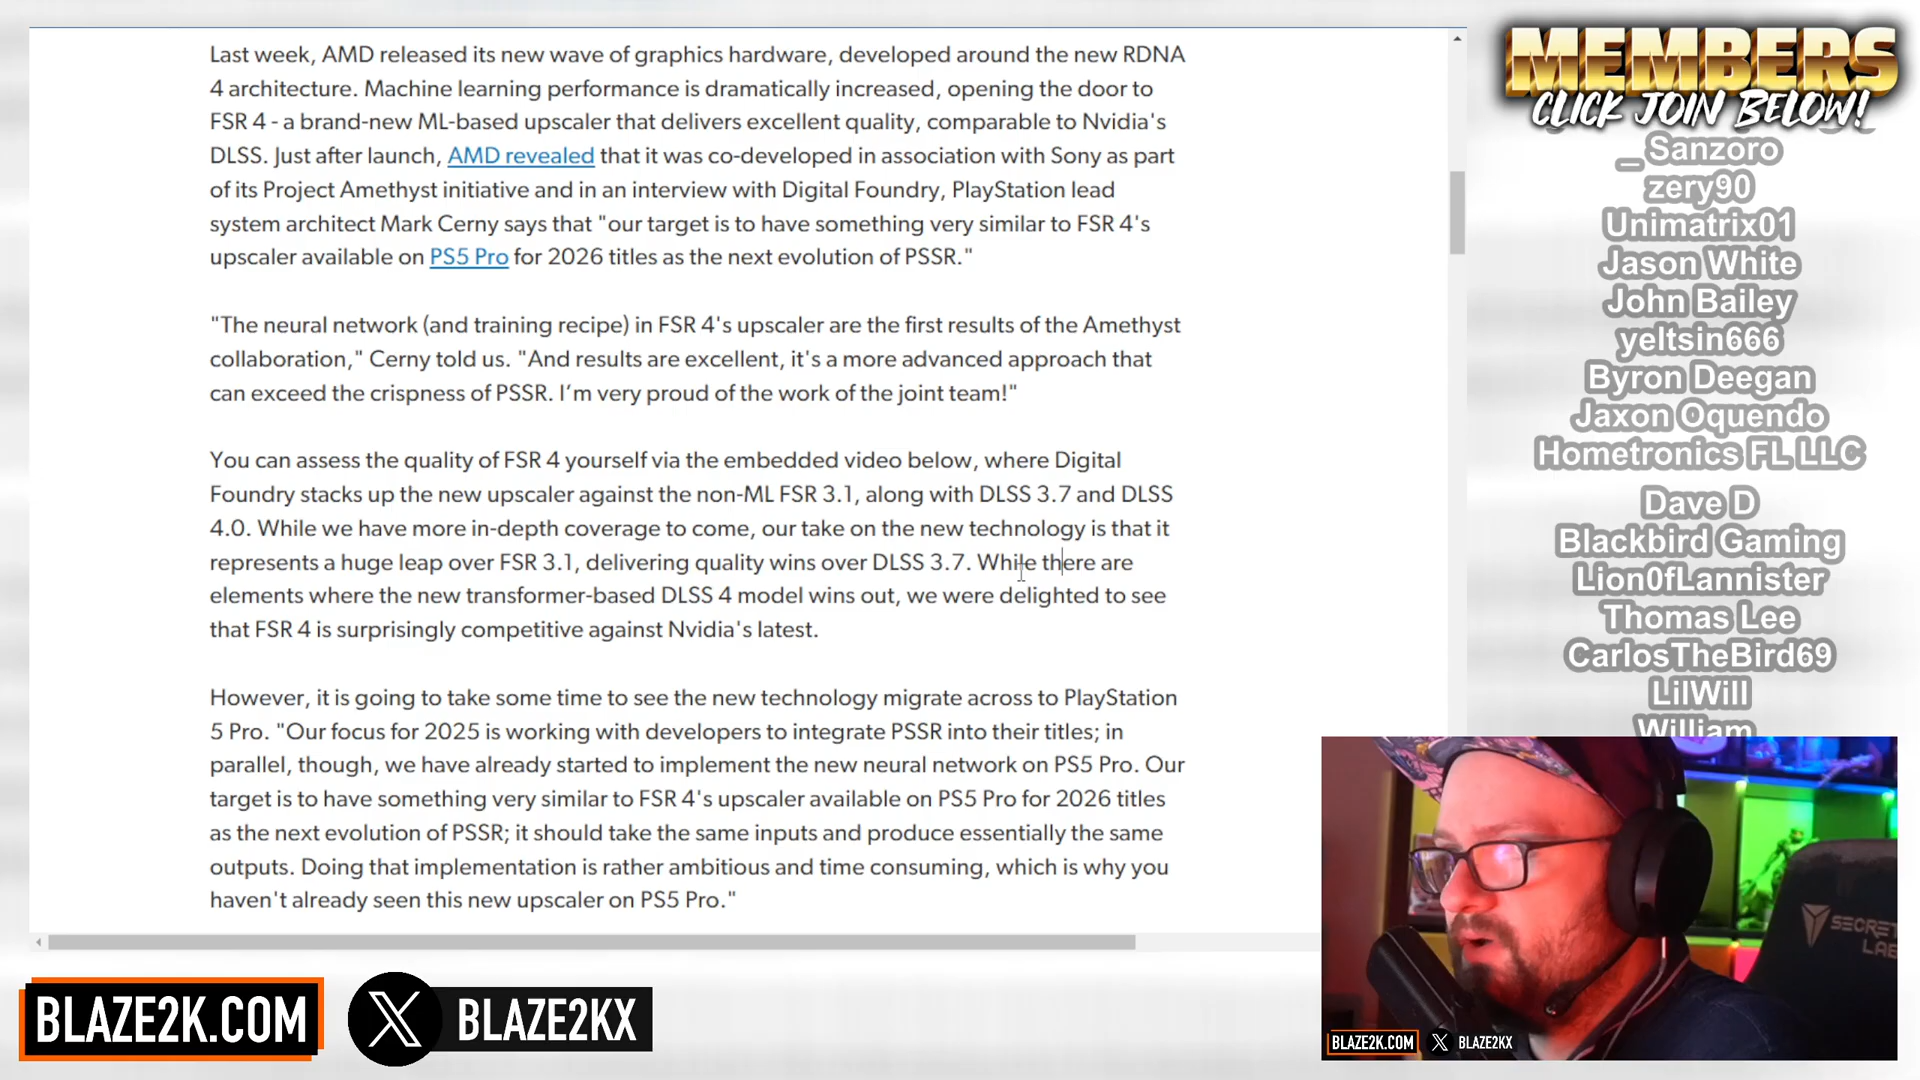 Last week, AMD released its new wave of graphics hardware, developed around the new RDNA
4 architecture. Machine learning performance is dramatically increased, opening the door to
FSR 4 - a brand-new ML-based upscaler that delivers excellent quality, comparable to Nvidia's
DLSS. Just after launch, AMD revealed that it was co-developed in association with Sony as part
of its Project Amethyst initiative and in an interview with Digital Foundry, PlayStation lead
system architect Mark Cerny says that "our target is to have something very similar to FSR 4's
upscaler available on PS5 Pro for 2026 titles as the next evolution of PSSR."
"The neural network (and training recipe) in FSR 4's upscaler are the first results of the Amethyst
collaboration," Cerny told us. "And results are excellent, it's a more advanced approach that
can exceed the crispness of PSSR. I'm very proud of the work of the joint team!"
You can assess the quality of FSR 4 yourself via the embedded video below, where Digital
Foundry stacks up the new upscaler against the non-ML FSR 3.1, along with DLSS 3.7 and DLSS
4.0. While we have more in-depth coverage to come, our take on the new technology is that it
represents a huge leap over FSR 3.1, delivering quality wins over DLSS 3.7. While there are
elements where the new transformer-based DLSS 4 model wins out, we were delighted to see
that FSR 4 is surprisingly competitive against Nvidia's latest.
However, it is going to take some time to see the new technology migrate across to PlayStation
5 Pro. "Our focus for 2025 is working with developers to integrate PSSR into their titles; in
parallel, though, we have already started to implement the new neural network on PS5 Pro. Our
target is to have something very similar to FSR 4's upscaler available on PS5 Pro for 2026 titles
as the next evolution of PSSR; it should take the same inputs and produce essentially the same
outputs. Doing that implementation is rather ambitious and time consuming, which is why you
haven't already seen this new upscaler on PS5 Pro."
MEMBERS
CLICK JOIN BELOW!
_ Sanzoro
zery90
Unimatrix01
Jason White
John Bailey
yeltsin666
Byron Deegan
Jaxon Oquendo
Hometronics FL LLC
Dave D
Blackbird Gaming
Lion0fLannister
Thomas Lee
CarlosTheBird69
LilWill
William
SECRET
LAB
BLAZE2K.COM
X BLAZE2KX
BLAZE2K.COM
X BLAZE2KX